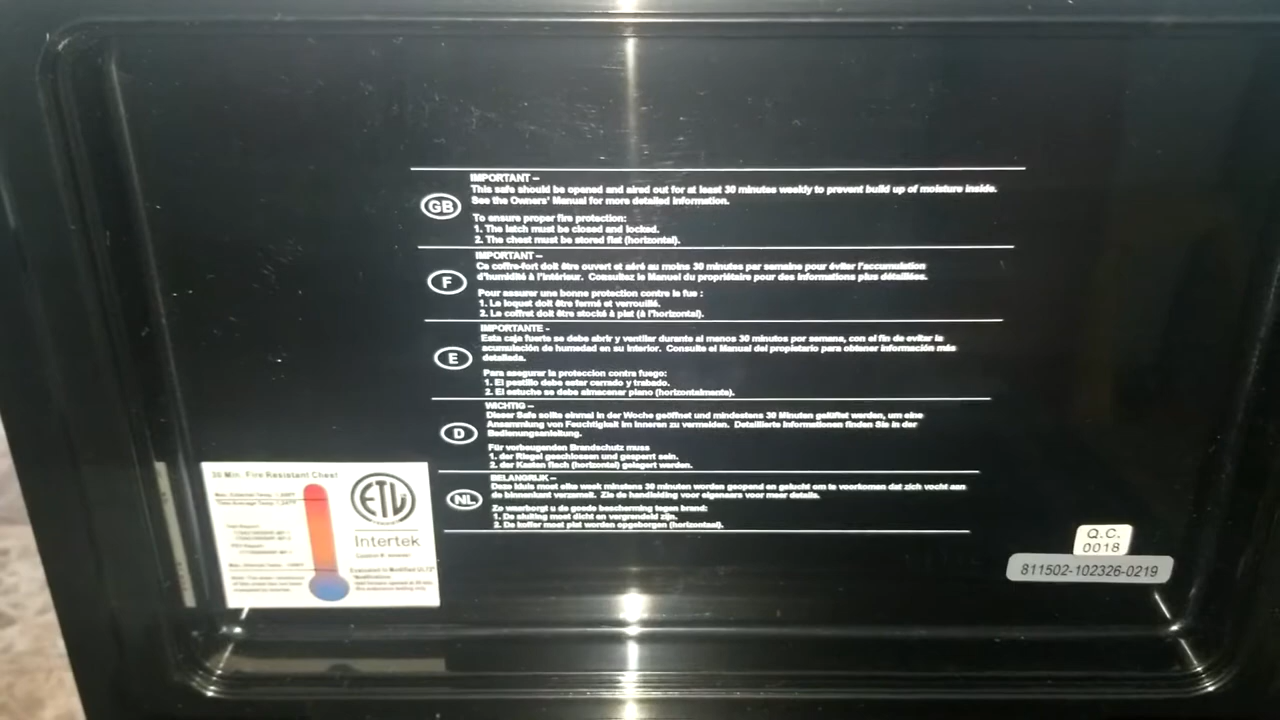 IMPORTANT –
This safe should be opened and aired out for at least 30 minutes weekly to prevent build up of moisture inside.
See the Owners' Manual for more detailed information.
GB
To ensure proper fire protection:
1. The latch must be closed and locked.
2. The chest must be stored flat (horizontal).
IMPORTANT –
Ce coffre-fort doit être ouvert et aéré au moins 30 minutes par semaine pour éviter l'accumulation
d'humidité à l'intérieur. Consultez le Manuel du propriétaire pour des informations plus détaillées.
F
Pour assurer une bonne protection contre le fue :
1. Le loquet doit être fermé et verrouillé.
2. Le coffret doit être stocké à plat (à l'horizontal).
IMPORTANTE -
Esta caja fuerte se debe abrir y ventilar durante al menos 30 minutos por semana, con el fin de evitar la
acumulación de humedad en su interior. Consulte el Manual del propietario para obtener información más
detallada.
E
Para asegurar la proteccion contra fuego:
1. El pestillo debe estar cerrado y trabado.
2. El estuche se debe almacenar plano (horizontalmente).
WICHTIG –
Dieser Safe sollte einmal in der Woche geöffnet und mindestens 30 Minuten gelüftet werden, um eine
Ansammlung von Feuchtigkeit im Inneren zu vermeiden. Detaillierte Informationen finden Sie in der
Bedienungsanleitung.
D
Für vorbeugenden Brandschutz muss
1. der Riegel geschlossen und gesperrt sein.
2. der Kasten flach (horizontal) gelagert werden.
BELANGRIJK –
Deze kluis moet elke week minstens 30 minuten worden geopend en gelucht om te voorkomen dat zich vocht aan
de binnenkant verzamelt. Zie de handleiding voor eigenaars voor meer details.
NL
Zo waarborgt u de goede bescherming tegen brand:
1. De sluiting moet dicht en vergrendeld zijn.
2. De koffer moet plat worden opgeborgen (horizontaal).
30 Min. Fire Resistant Chest
ETL
Intertek
Evaluated to Modified UL72*
*Modifications
Q.C.
0018
811502-102326-0219